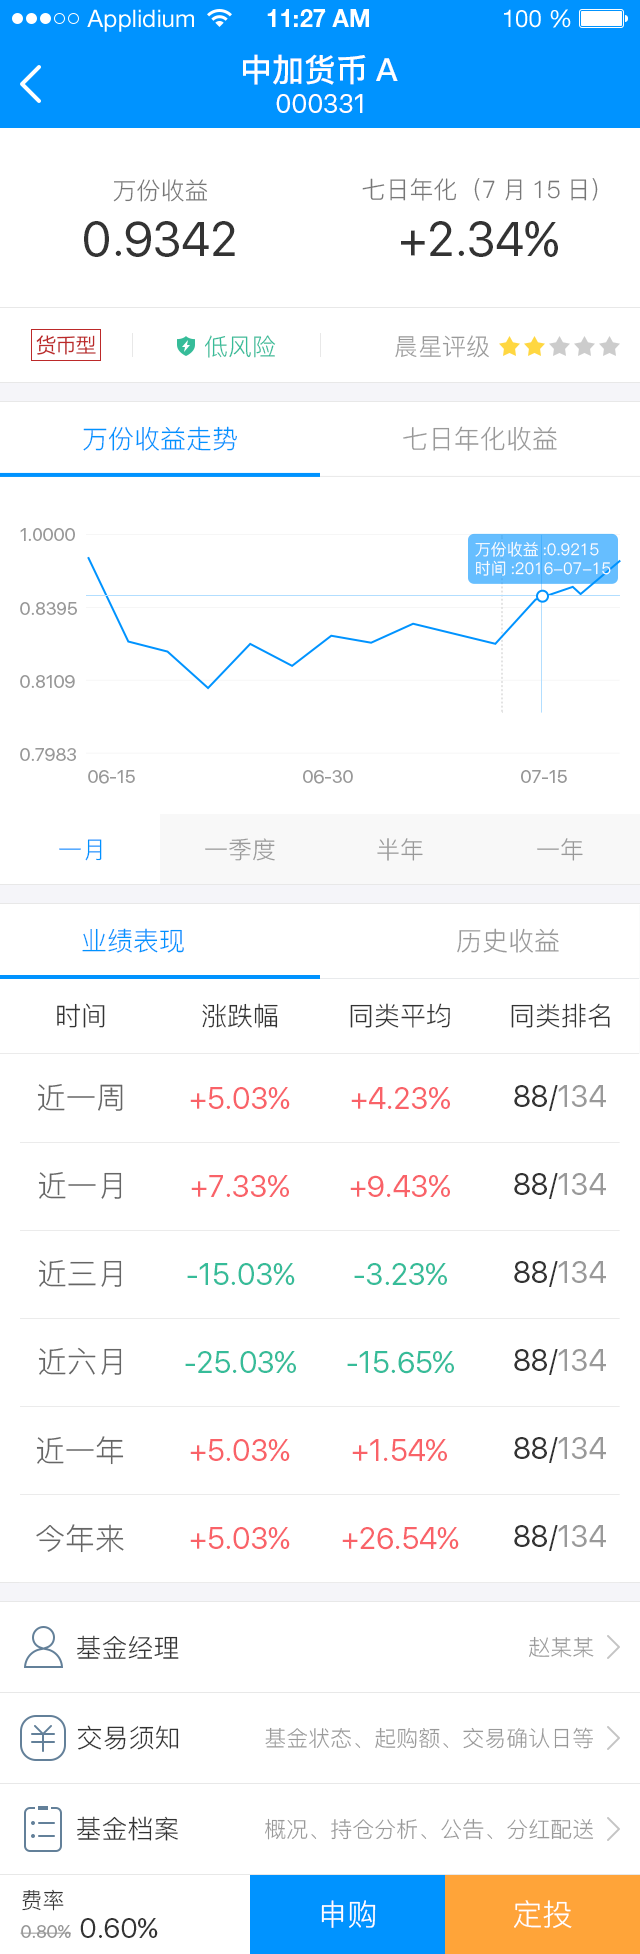 Applidium 11:27 AM 100 %
中加货币 A
000331
万份收益 七日年化（7 月 15 日）
0.9342 +2.34%
货币型 低风险 晨星评级
万份收益走势 七日年化收益
1.0000
万份收益 :0.9215
时间 :2016-07-15
0.8395
0.8109
0.7983
06-15 06-30 07-15
一月 一季度 半年 一年
业绩表现 历史收益
时间 涨跌幅 同类平均 同类排名
近一周 +5.03% +4.23% 88/134
近一月 +7.33% +9.43% 88/134
近三月 -15.03% -3.23% 88/134
近六月 -25.03% -15.65% 88/134
近一年 +5.03% +1.54% 88/134
今年来 +5.03% +26.54% 88/134
基金经理 赵某某
交易须知 基金状态、起购额、交易确认日等
基金档案 概况、持仓分析、公告、分红配送
费率
0.80% 0.60% 申购 定投